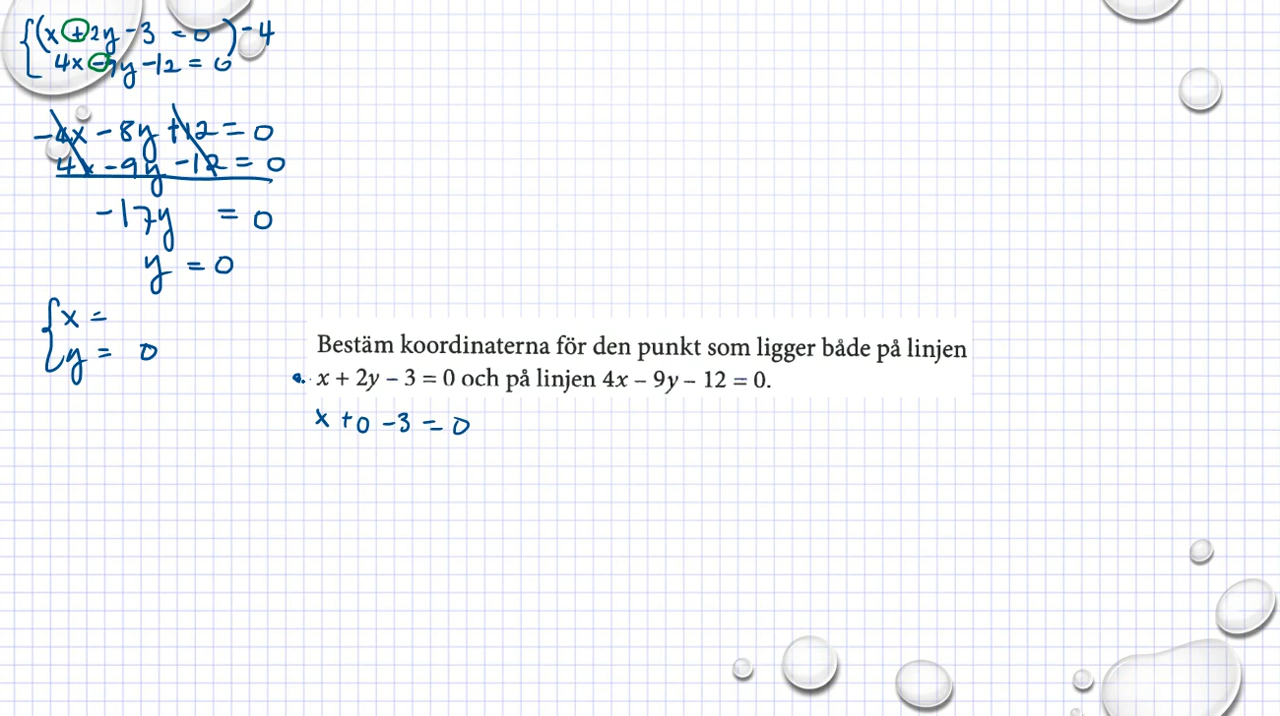 {(x + 2y - 3 = 0) - 4
4x - 9y - 12 = 0
-4x - 8y + 12 = 0
4x - 9y - 12 = 0
-17y = 0
y = 0
{x =
y = 0
Bestäm koordinaterna för den punkt som ligger både på linjen
x + 2y − 3 = 0 och på linjen 4x − 9y − 12 = 0.
x + 0 - 3 = 0